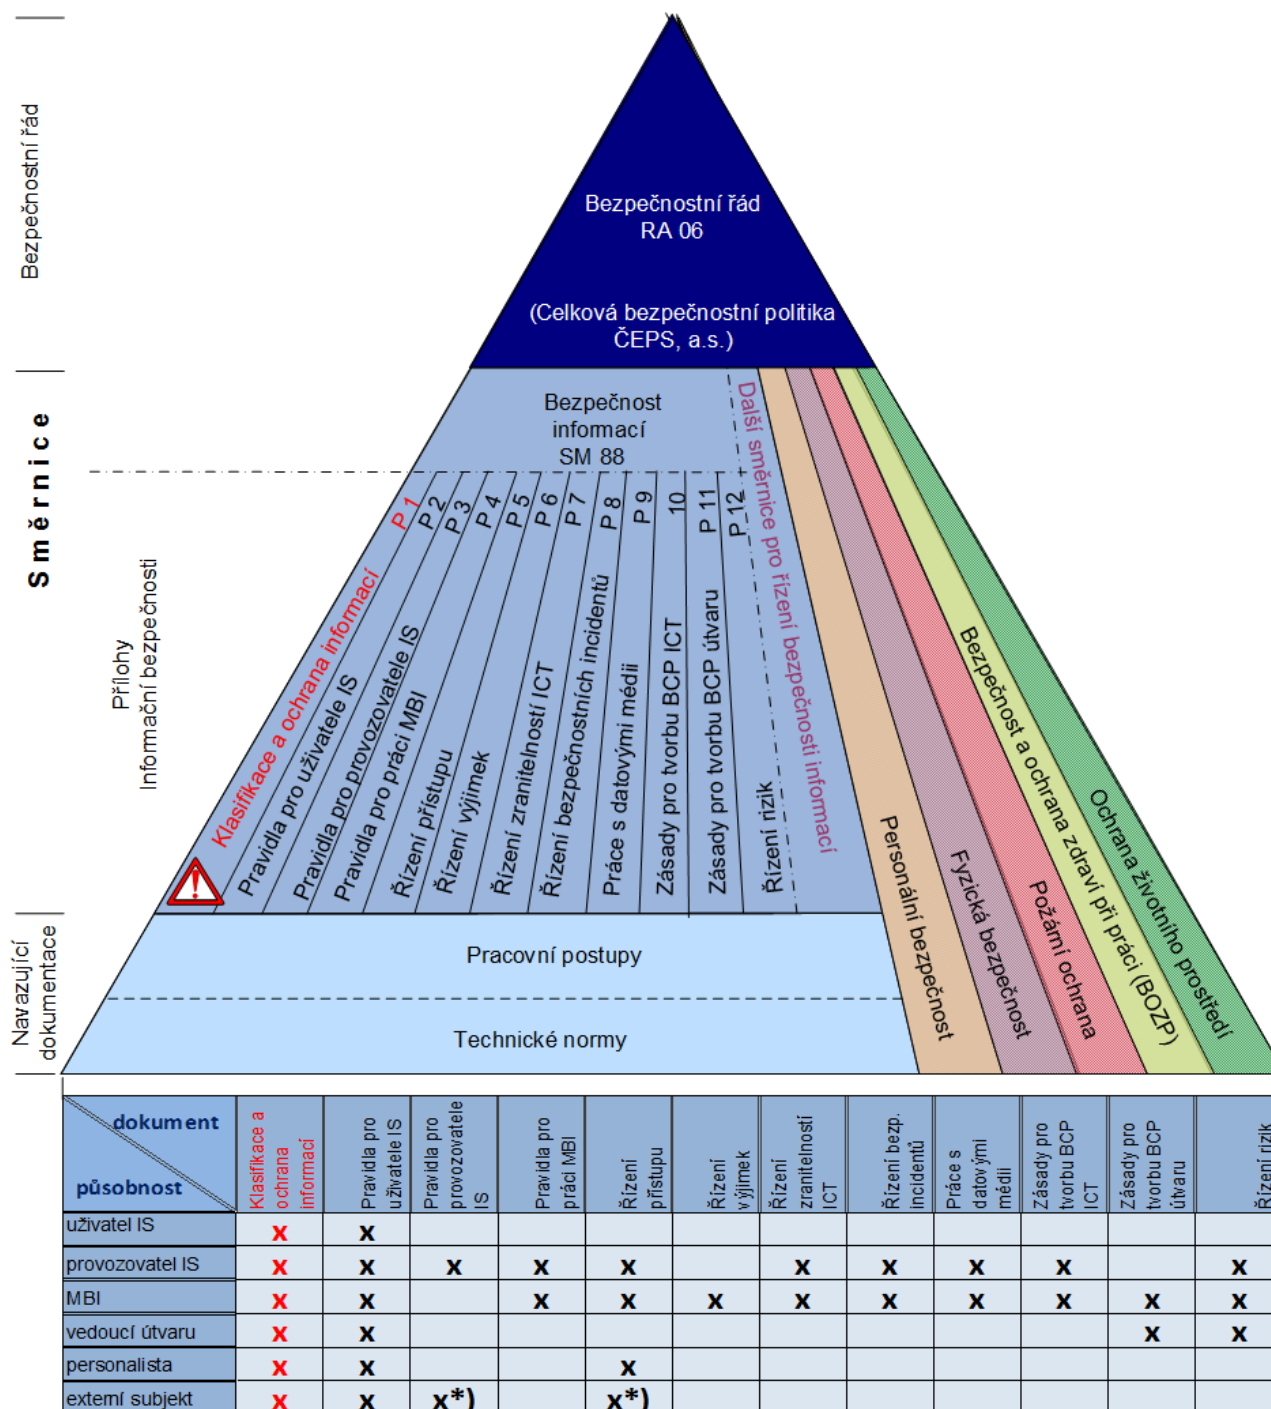 Bezpečnostní řád
Bezpečnostní řád
RA 06
(Celková bezpečnostní politika
ČEPS, a.s.)
Směrnice
Bezpečnost
informací
SM 88
Další směrnice pro řízení bezpečnosti informací
Přílohy
Informační bezpečnosti
P 1
P 2
P 3
P 4
P 5
P 6
P 7
P 8
P 9
10
P 11
P 12
Klasifikace a ochrana informací
Pravidla pro uživatele IS
Pravidla pro provozovatele IS
Pravidla pro práci MBI
Řízení přístupu
Řízení výjimek
Řízení zranitelností ICT
Řízení bezpečnostních incidentů
Práce s datovými médii
Zásady pro tvorbu BCP ICT
Zásady pro tvorbu BCP útvaru
Řízení rizik
Personální bezpečnost
Fyzická bezpečnost
Požární ochrana
Bezpečnost a ochrana zdraví při práci (BOZP)
Ochrana životního prostředí
Navazující
dokumentace
Pracovní postupy
Technické normy
dokument
působnost
Klasifikace a
ochrana
informací
Pravidla pro
uživatele IS
Pravidla pro
provozovatele
IS
Pravidla pro
práci MBI
Řízení
přístupu
Řízení
výjimek
Řízení
zranitelností
ICT
Řízení bezp.
incidentů
Práce s
datovými
médii
Zásady pro
tvorbu BCP
ICT
Zásady pro
tvorbu BCP
útvaru
Řízení rizik
uživatel IS x x
provozovatel IS x x x x x x x x x x
MBI x x x x x x x x x x x
vedoucí útvaru x x x x
personalista x x x
externí subjekt x x x*) x*)